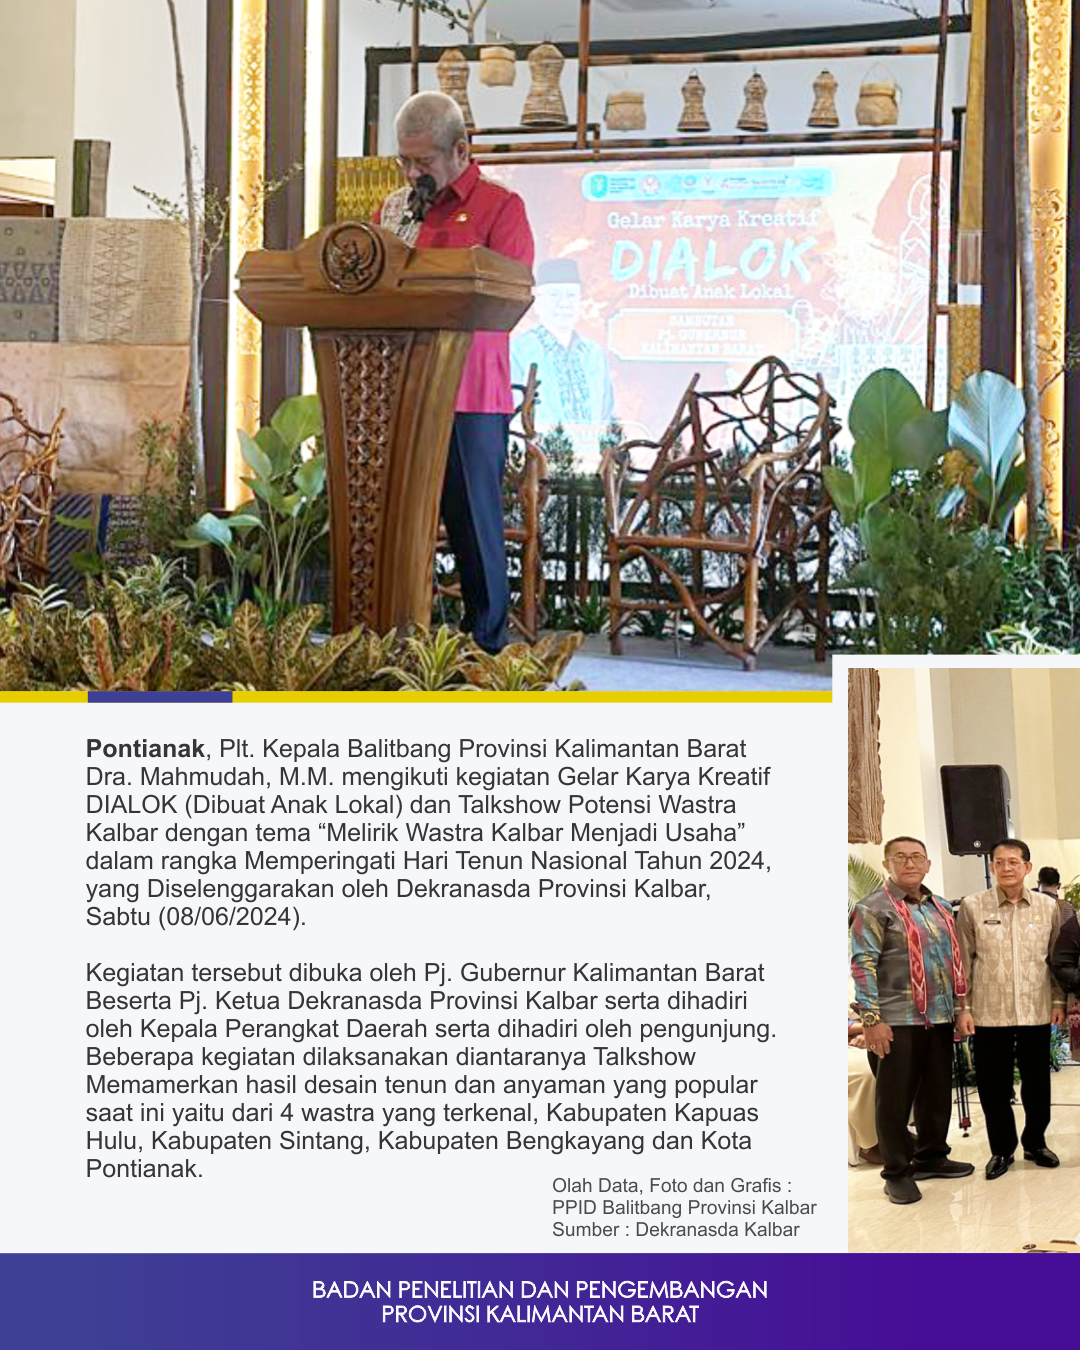 Gelar Karya Kreatif
DIALOK
Dibuat Anak Lokal
SAMBUTAN
PJ. GUBERNUR
KALIMANTAN BARAT
Pontianak, Plt. Kepala Balitbang Provinsi Kalimantan Barat
Dra. Mahmudah, M.M. mengikuti kegiatan Gelar Karya Kreatif
DIALOK (Dibuat Anak Lokal) dan Talkshow Potensi Wastra
Kalbar dengan tema “Melirik Wastra Kalbar Menjadi Usaha”
dalam rangka Memperingati Hari Tenun Nasional Tahun 2024,
yang Diselenggarakan oleh Dekranasda Provinsi Kalbar,
Sabtu (08/06/2024).
Kegiatan tersebut dibuka oleh Pj. Gubernur Kalimantan Barat
Beserta Pj. Ketua Dekranasda Provinsi Kalbar serta dihadiri
oleh Kepala Perangkat Daerah serta dihadiri oleh pengunjung.
Beberapa kegiatan dilaksanakan diantaranya Talkshow
Memamerkan hasil desain tenun dan anyaman yang popular
saat ini yaitu dari 4 wastra yang terkenal, Kabupaten Kapuas
Hulu, Kabupaten Sintang, Kabupaten Bengkayang dan Kota
Pontianak.
Olah Data, Foto dan Grafis :
PPID Balitbang Provinsi Kalbar
Sumber : Dekranasda Kalbar
BADAN PENELITIAN DAN PENGEMBANGAN
PROVINSI KALIMANTAN BARAT